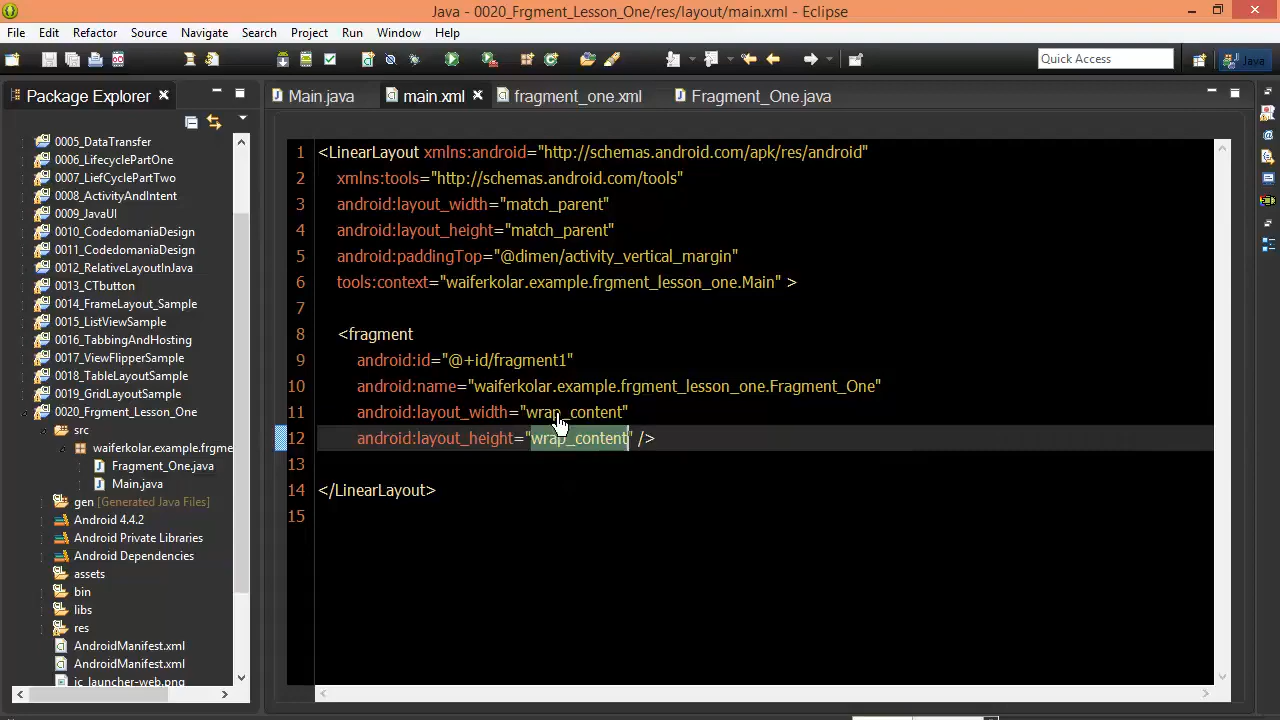 Java - 0020_Frgment_Lesson_One/res/layout/main.xml - Eclipse
File Edit Refactor Source Navigate Search Project Run Window Help
Quick Access
Java
Package Explorer
Main.java main.xml fragment_one.xml Fragment_One.java
0005_DataTransfer
0006_LifecyclePartOne
0007_LiefCyclePartTwo
0008_ActivityAndIntent
0009_JavaUI
0010_CodedomaniaDesign
0011_CodedomaniaDesign
0012_RelativeLayoutInJava
0013_CTbutton
0014_FrameLayout_Sample
0015_ListViewSample
0016_TabbingAndHosting
0017_ViewFlipperSample
0018_TableLayoutSample
0019_GridLayoutSample
0020_Frgment_Lesson_One
src
waiferkolar.example.frgme
Fragment_One.java
Main.java
gen [Generated Java Files]
Android 4.4.2
Android Private Libraries
Android Dependencies
assets
bin
libs
res
AndroidManifest.xml
AndroidManifest.xml
ic_launcher-web.png
1 <LinearLayout xmlns:android="http://schemas.android.com/apk/res/android"
2 xmlns:tools="http://schemas.android.com/tools"
3 android:layout_width="match_parent"
4 android:layout_height="match_parent"
5 android:paddingTop="@dimen/activity_vertical_margin"
6 tools:context="waiferkolar.example.frgment_lesson_one.Main" >
7
8 <fragment
9 android:id="@+id/fragment1"
10 android:name="waiferkolar.example.frgment_lesson_one.Fragment_One"
11 android:layout_width="wrap_content"
12 android:layout_height="wrap_content" />
13
14 </LinearLayout>
15